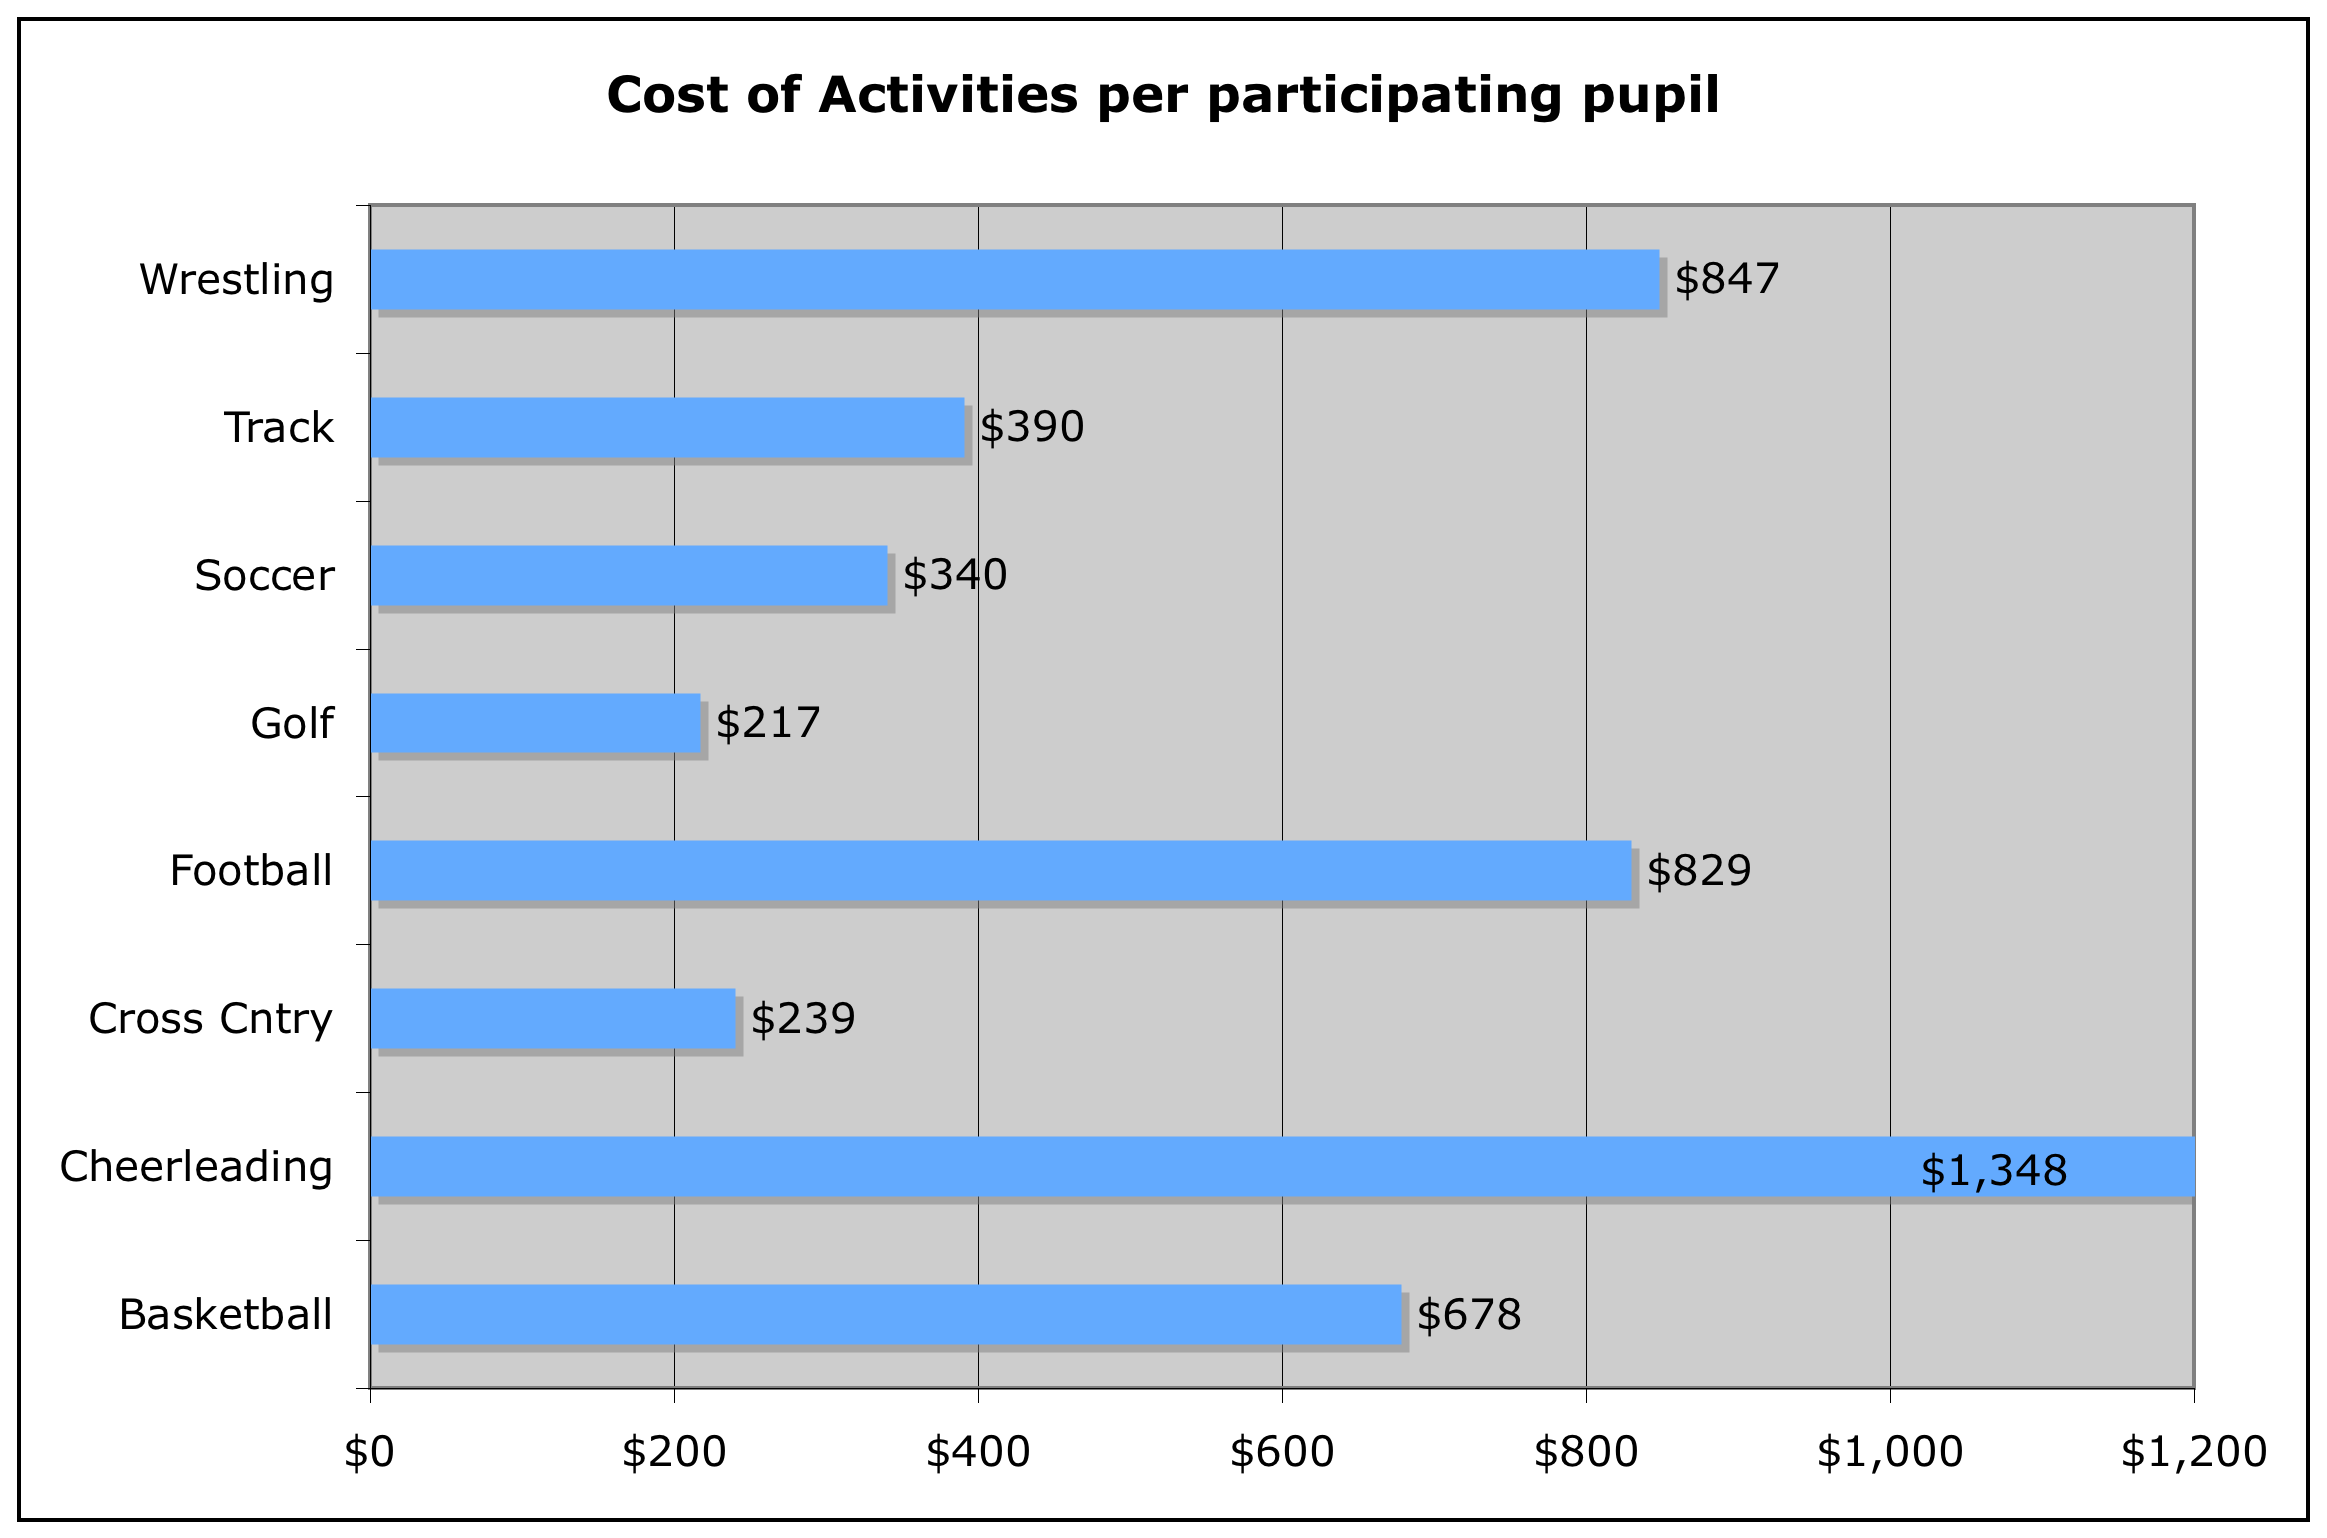 Cost of Activities per participating pupil
Wrestling $847
Track $390
Soccer $340
Golf $217
Football $829
Cross Cntry $239
Cheerleading $1,348
Basketball $678
$0 $200 $400 $600 $800 $1,000 $1,200